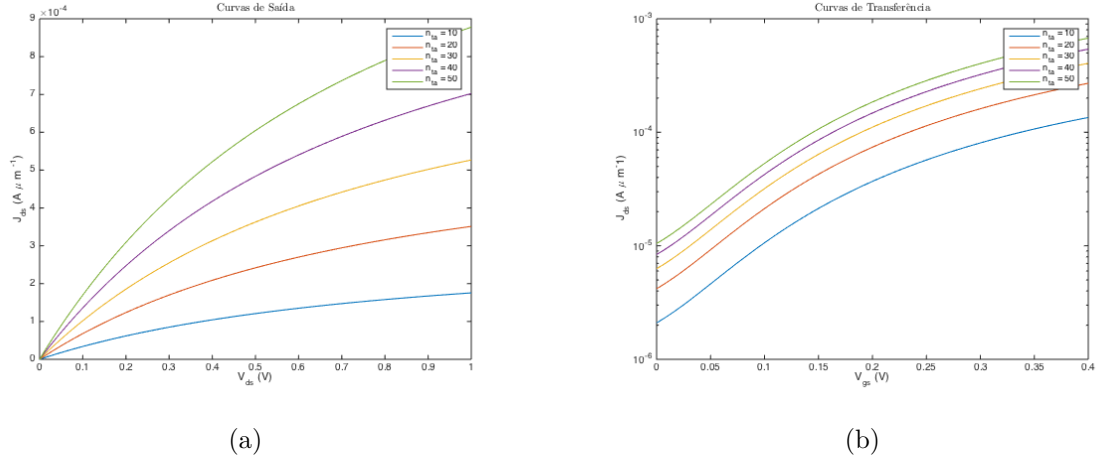 Curvas de Saída
×10⁻⁴
9
8
7
6
5
4
3
2
1
0
J_ds (A μ m⁻¹)
n_ta = 10
n_ta = 20
n_ta = 30
n_ta = 40
n_ta = 50
0 0.1 0.2 0.3 0.4 0.5 0.6 0.7 0.8 0.9 1
V_ds (V)
(a)
Curvas de Transferência
10⁻³
10⁻⁴
10⁻⁵
10⁻⁶
J_ds (A μ m⁻¹)
n_ta = 10
n_ta = 20
n_ta = 30
n_ta = 40
n_ta = 50
0 0.05 0.1 0.15 0.2 0.25 0.3 0.35 0.4
V_gs (V)
(b)